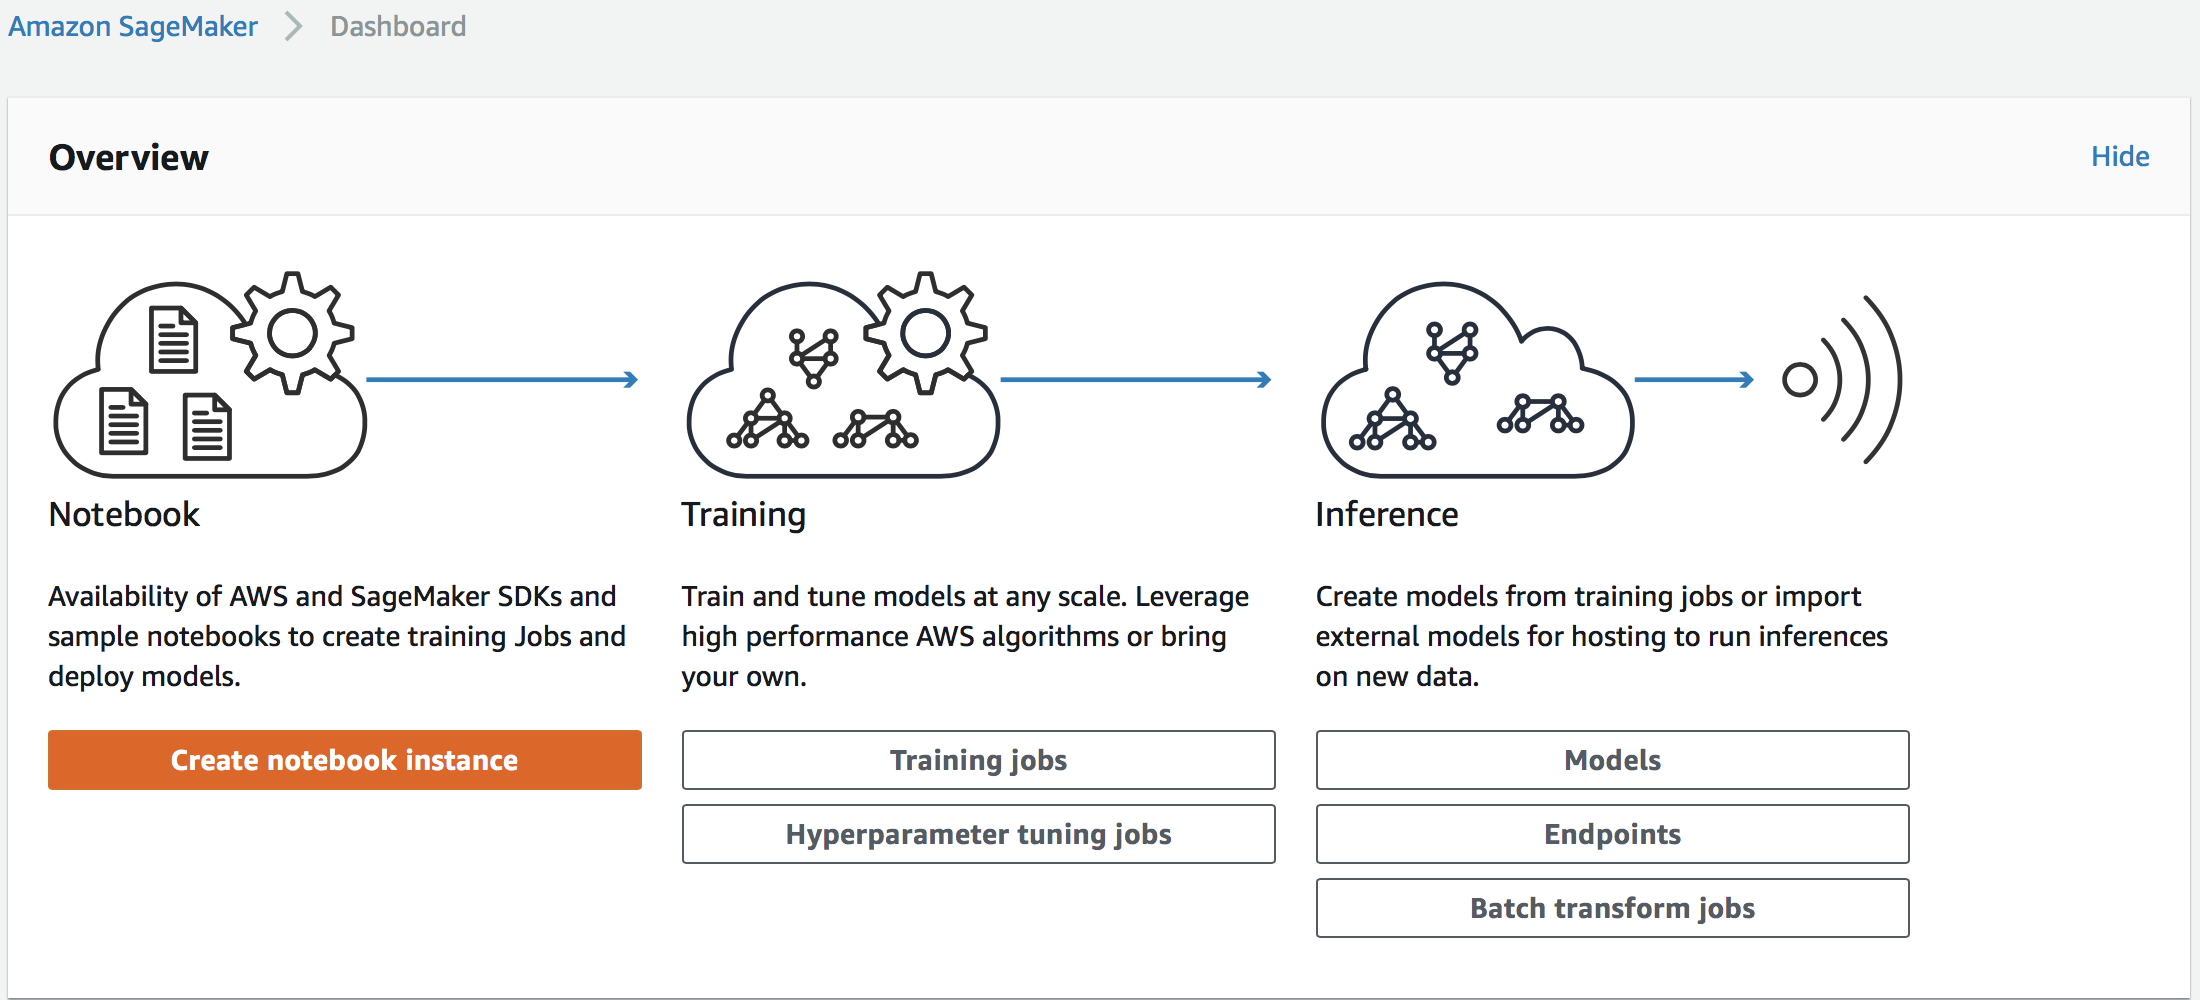 Amazon SageMaker > Dashboard
Overview
Hide
Notebook
Availability of AWS and SageMaker SDKs and
sample notebooks to create training Jobs and
deploy models.
Create notebook instance
Training
Train and tune models at any scale. Leverage
high performance AWS algorithms or bring
your own.
Training jobs
Hyperparameter tuning jobs
Inference
Create models from training jobs or import
external models for hosting to run inferences
on new data.
Models
Endpoints
Batch transform jobs